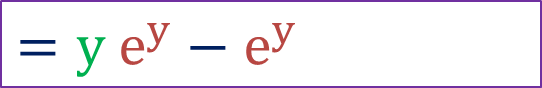 = y e^y − e^y